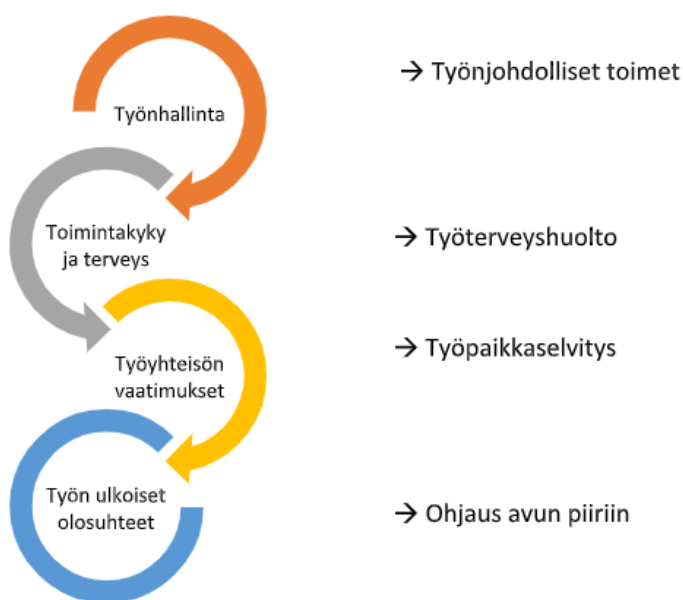 Työnhallinta
→ Työnjohdolliset toimet
Toimintakyky
ja terveys
→ Työterveyshuolto
Työyhteisön
vaatimukset
→ Työpaikkaselvitys
Työn ulkoiset
olosuhteet
→ Ohjaus avun piiriin